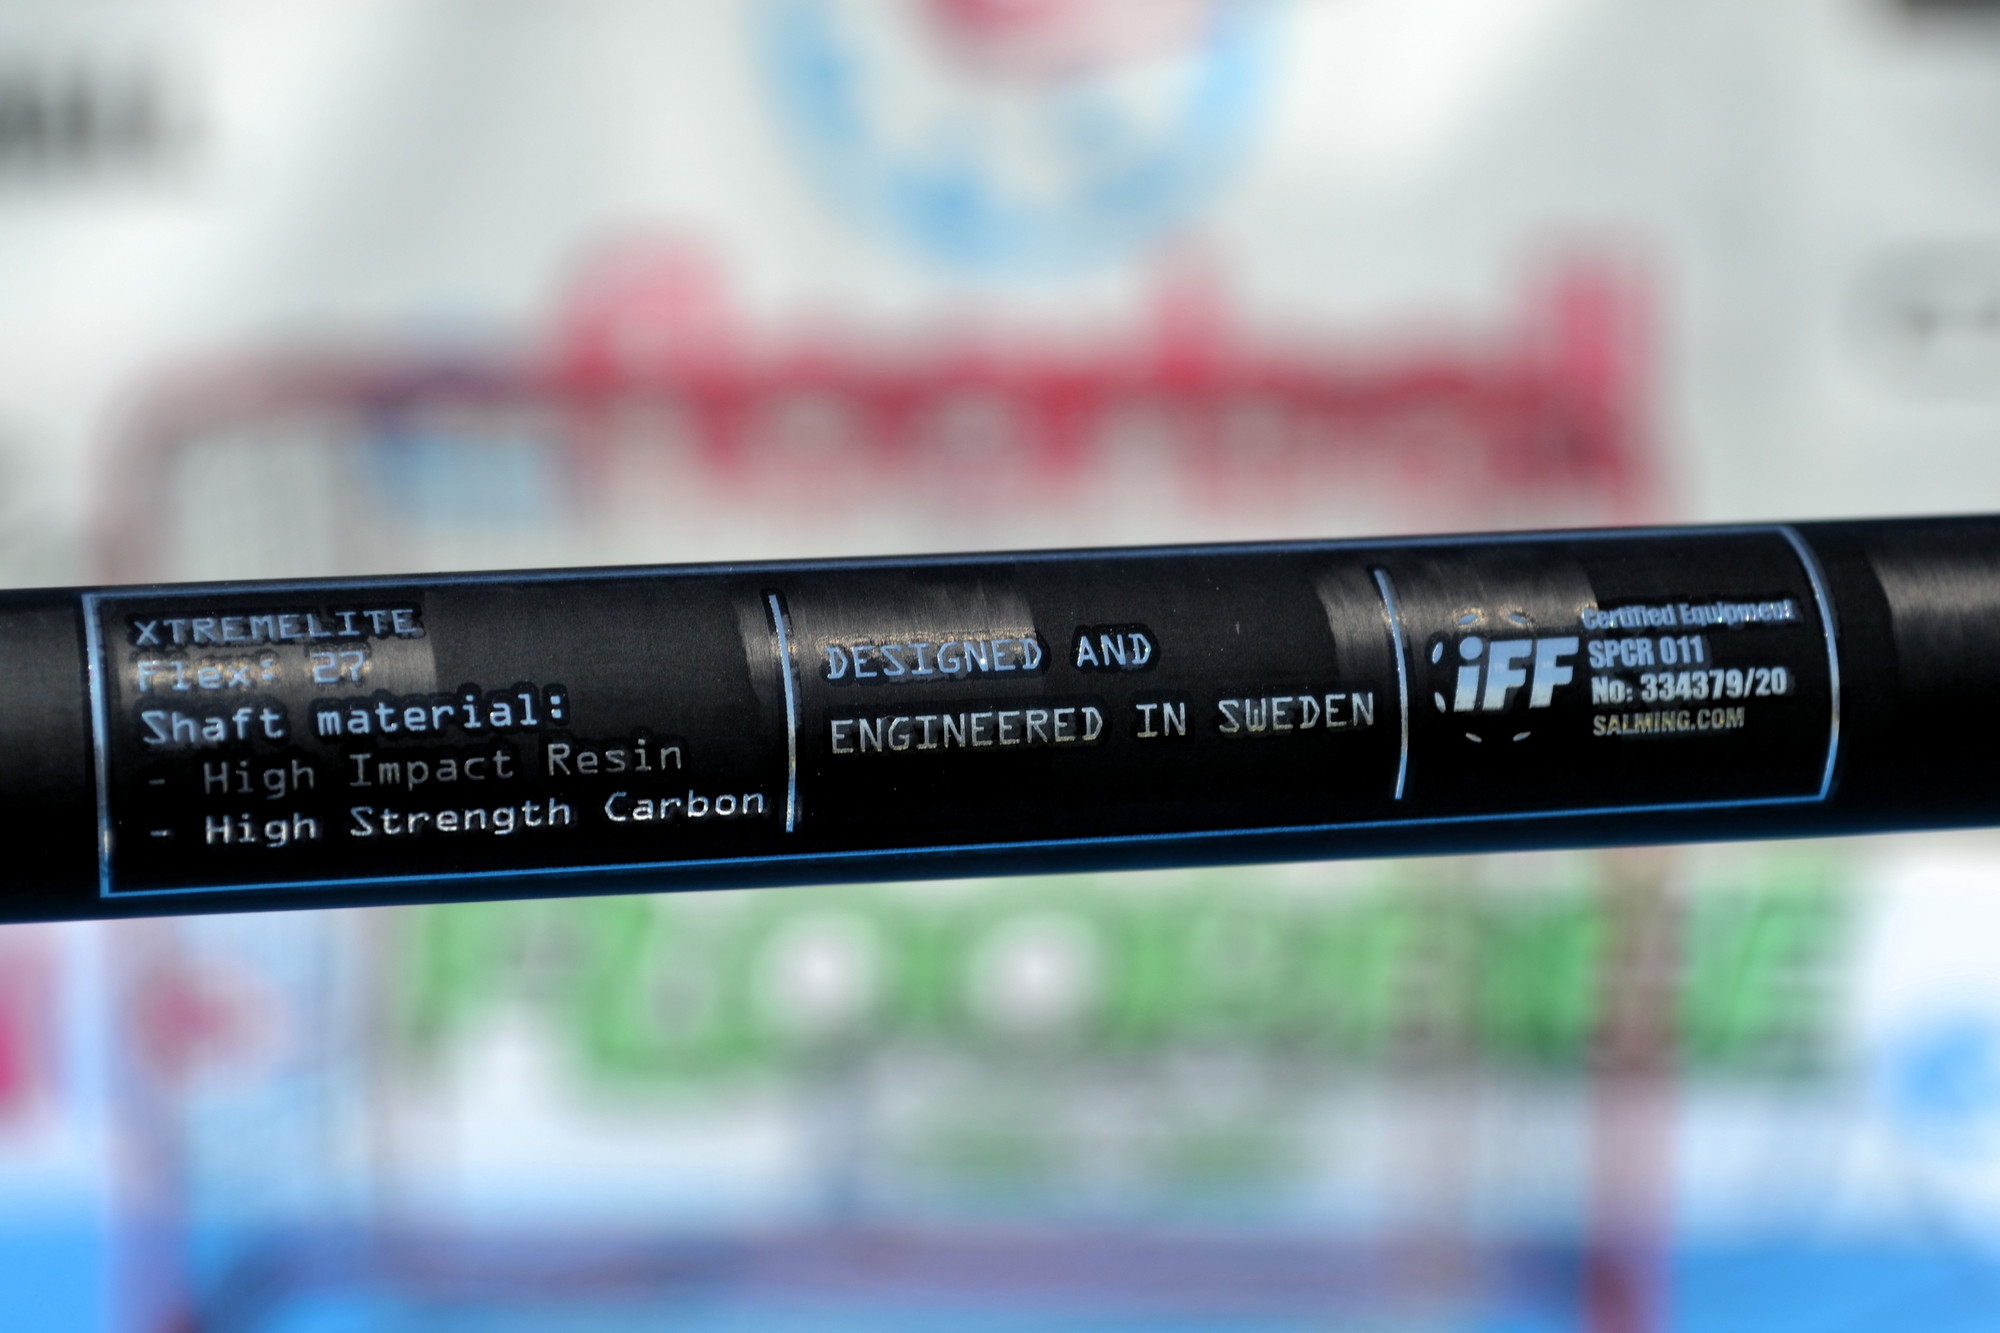 XTREMELITE
Flex: 27
Shaft material:
- High Impact Resin
- High Strength Carbon
DESIGNED AND
ENGINEERED IN SWEDEN
iFF
Certified Equipment
SPCR 011
No: 334379/20
SALMING.COM